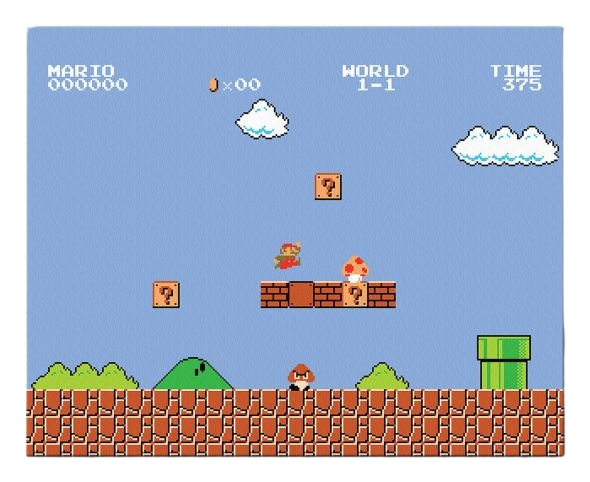 MARIO
000000
×00
WORLD
1-1
TIME
375
?
?
?